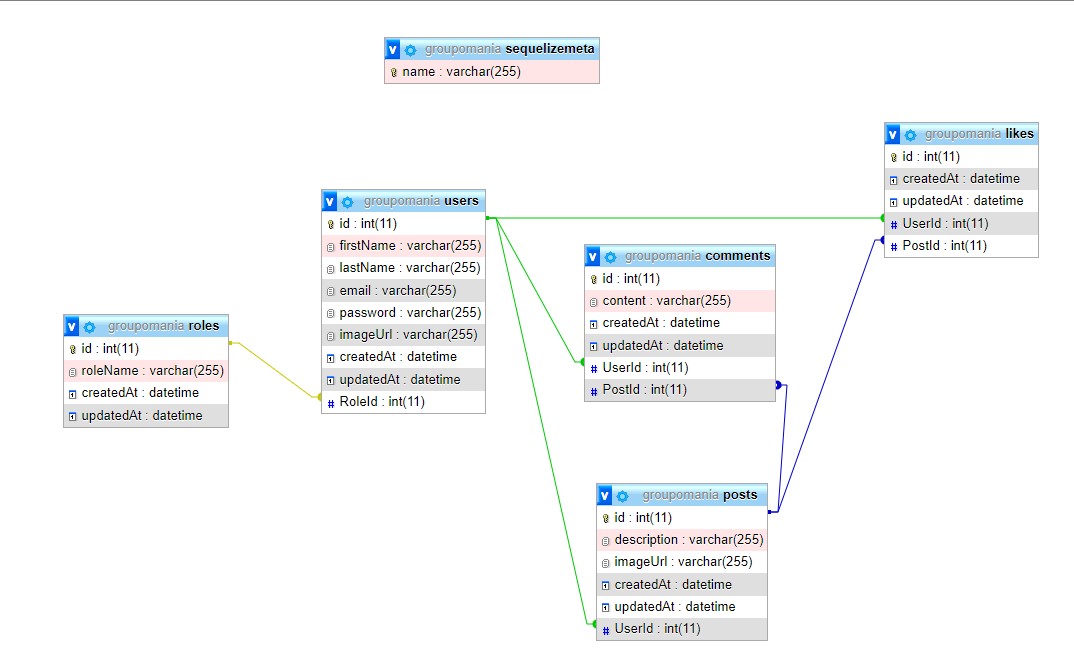 v groupomania sequelizemeta
name : varchar(255)
v groupomania likes
id : int(11)
createdAt : datetime
updatedAt : datetime
# UserId : int(11)
# PostId : int(11)
v groupomania users
id : int(11)
firstName : varchar(255)
lastName : varchar(255)
email : varchar(255)
password : varchar(255)
imageUrl : varchar(255)
createdAt : datetime
updatedAt : datetime
# RoleId : int(11)
v groupomania comments
id : int(11)
content : varchar(255)
createdAt : datetime
updatedAt : datetime
# UserId : int(11)
# PostId : int(11)
v groupomania roles
id : int(11)
roleName : varchar(255)
createdAt : datetime
updatedAt : datetime
v groupomania posts
id : int(11)
description : varchar(255)
imageUrl : varchar(255)
createdAt : datetime
updatedAt : datetime
# UserId : int(11)